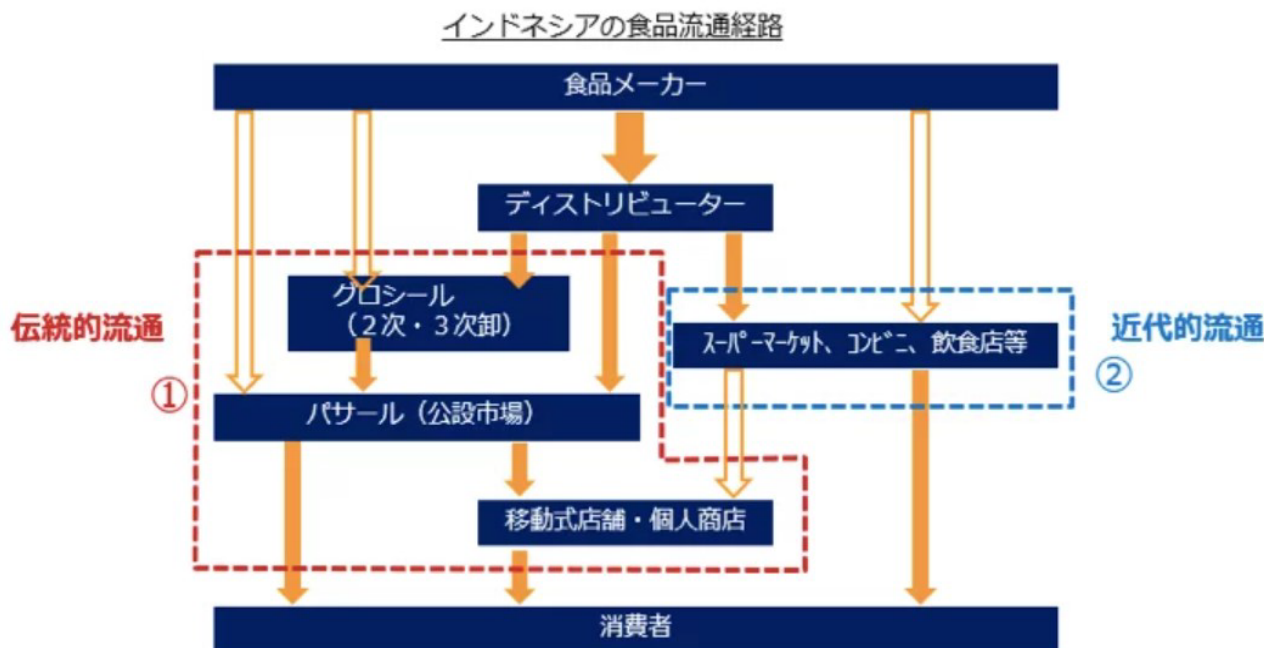 インドネシアの食品流通経路
食品メーカー
ディストリビューター
グロシール
(2次・3次卸)
伝統的流通
①
スーパーマーケット、コンビニ、飲食店等
近代的流通
②
パサール(公設市場)
移動式店舗・個人商店
消費者